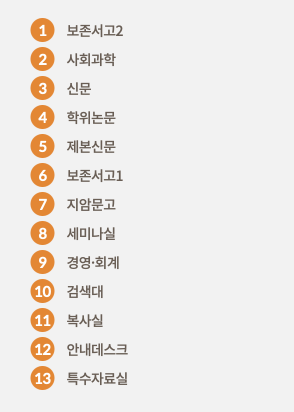 1 보존서고2
2 사회과학
3 신문
4 학위논문
5 제본신문
6 보존서고1
7 지암문고
8 세미나실
9 경영·회계
10 검색대
11 복사실
12 안내데스크
13 특수자료실